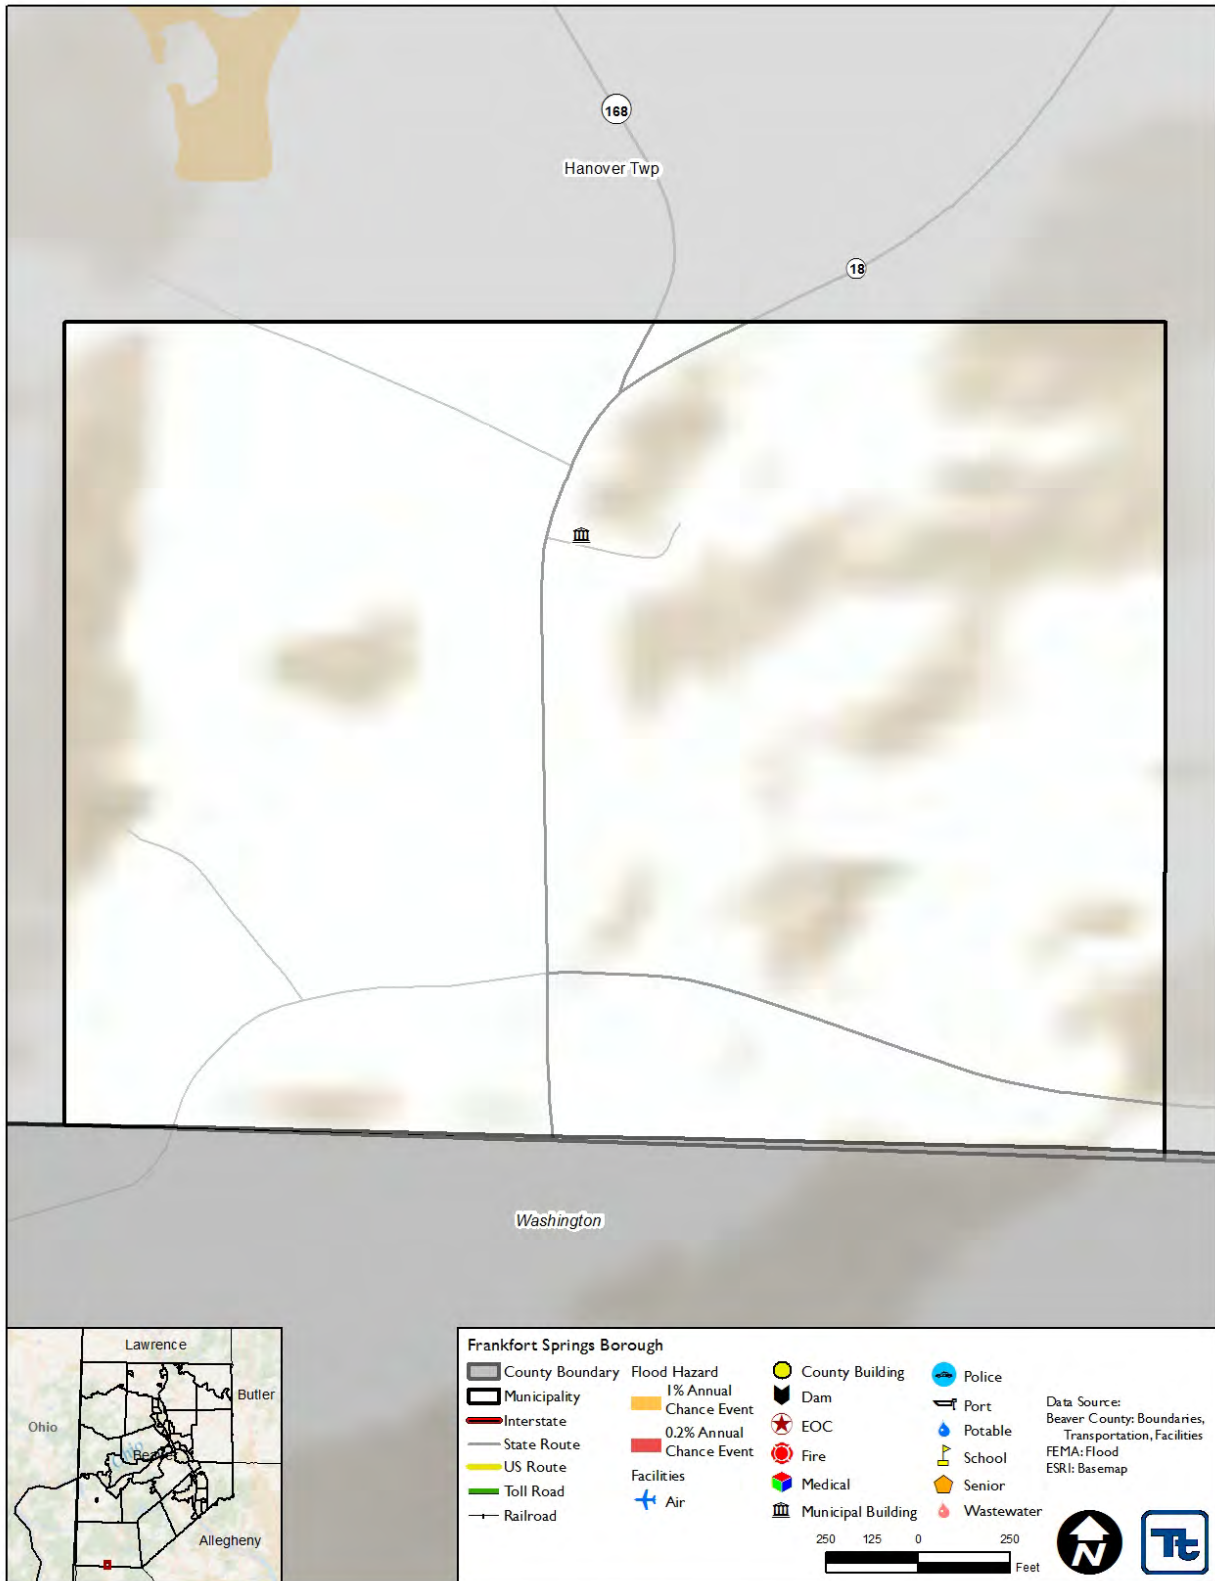 168
Hanover Twp
18
Washington
Lawrence
Butler
Ohio
Ohio
Beaver
Allegheny
Frankfort Springs Borough
County Boundary
Municipality
Interstate
State Route
US Route
Toll Road
Railroad
Flood Hazard
1% Annual
Chance Event
0.2% Annual
Chance Event
Facilities
Air
County Building
Dam
EOC
Fire
Medical
Municipal Building
Police
Port
Potable
School
Senior
Wastewater
Data Source:
Beaver County: Boundaries,
Transportation, Facilities
FEMA: Flood
ESRI: Basemap
250 125 0 250
Feet
N
Tt